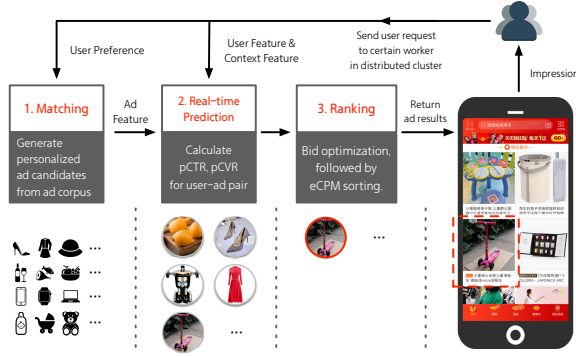 Send user request
to certain worker
in distributed cluster
User Preference
User Feature &
Context Feature
Impression
1. Matching
Ad
Feature
2. Real-time
Prediction
3. Ranking
Return
ad results
Generate
personalized
ad candidates
from ad corpus
Calculate
pCTR, pCVR
for user-ad pair
Bid optimization,
followed by
eCPM sorting.
...
...
...
...
...
...